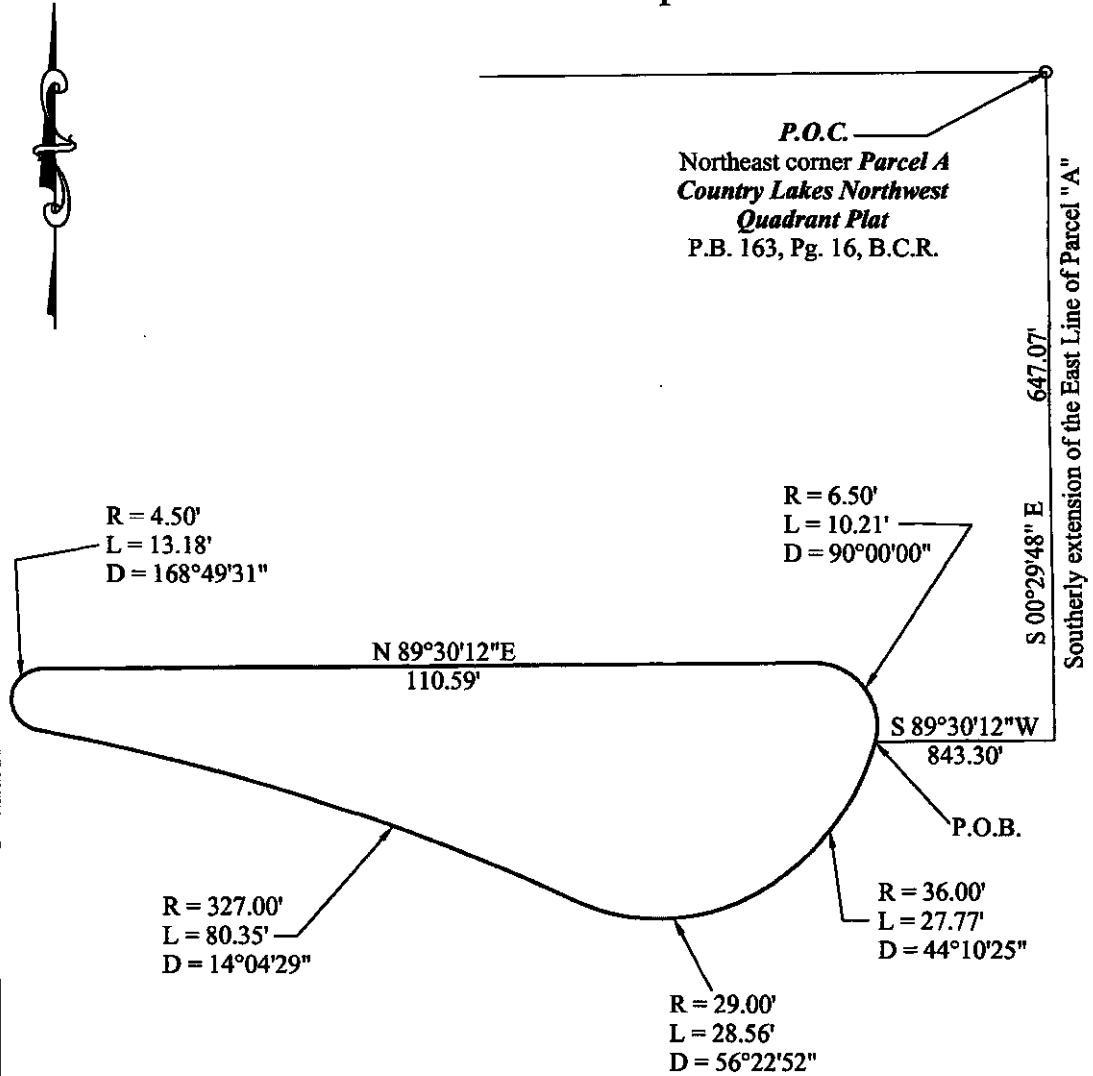 P.O.C.
Northeast corner Parcel A
Country Lakes Northwest
Quadrant Plat
P.B. 163, Pg. 16, B.C.R.
Southerly extension of the East Line of Parcel "A"
S 00°29'48" E
647.07'
R = 4.50'
L = 13.18'
D = 168°49'31"
R = 6.50'
L = 10.21'
D = 90°00'00"
N 89°30'12"E
110.59'
S 89°30'12"W
843.30'
P.O.B.
R = 327.00'
L = 80.35'
D = 14°04'29"
R = 36.00'
L = 27.77'
D = 44°10'25"
R = 29.00'
L = 28.56'
D = 56°22'52"